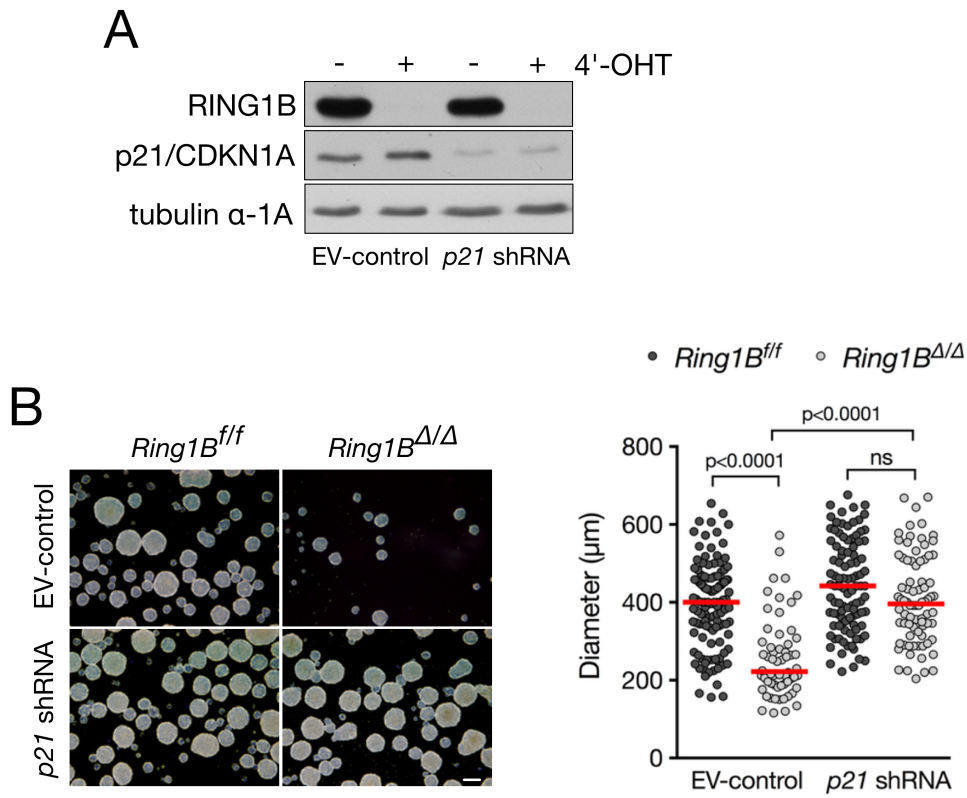 A
- + - + 4'-OHT
RING1B
p21/CDKN1A
tubulin α-1A
EV-control p21 shRNA
B
Ring1Bf/f Ring1BΔ/Δ
EV-control
p21 shRNA
Ring1Bf/f Ring1BΔ/Δ
p<0.0001
p<0.0001
ns
Diameter (μm)
800
600
400
200
0
EV-control p21 shRNA